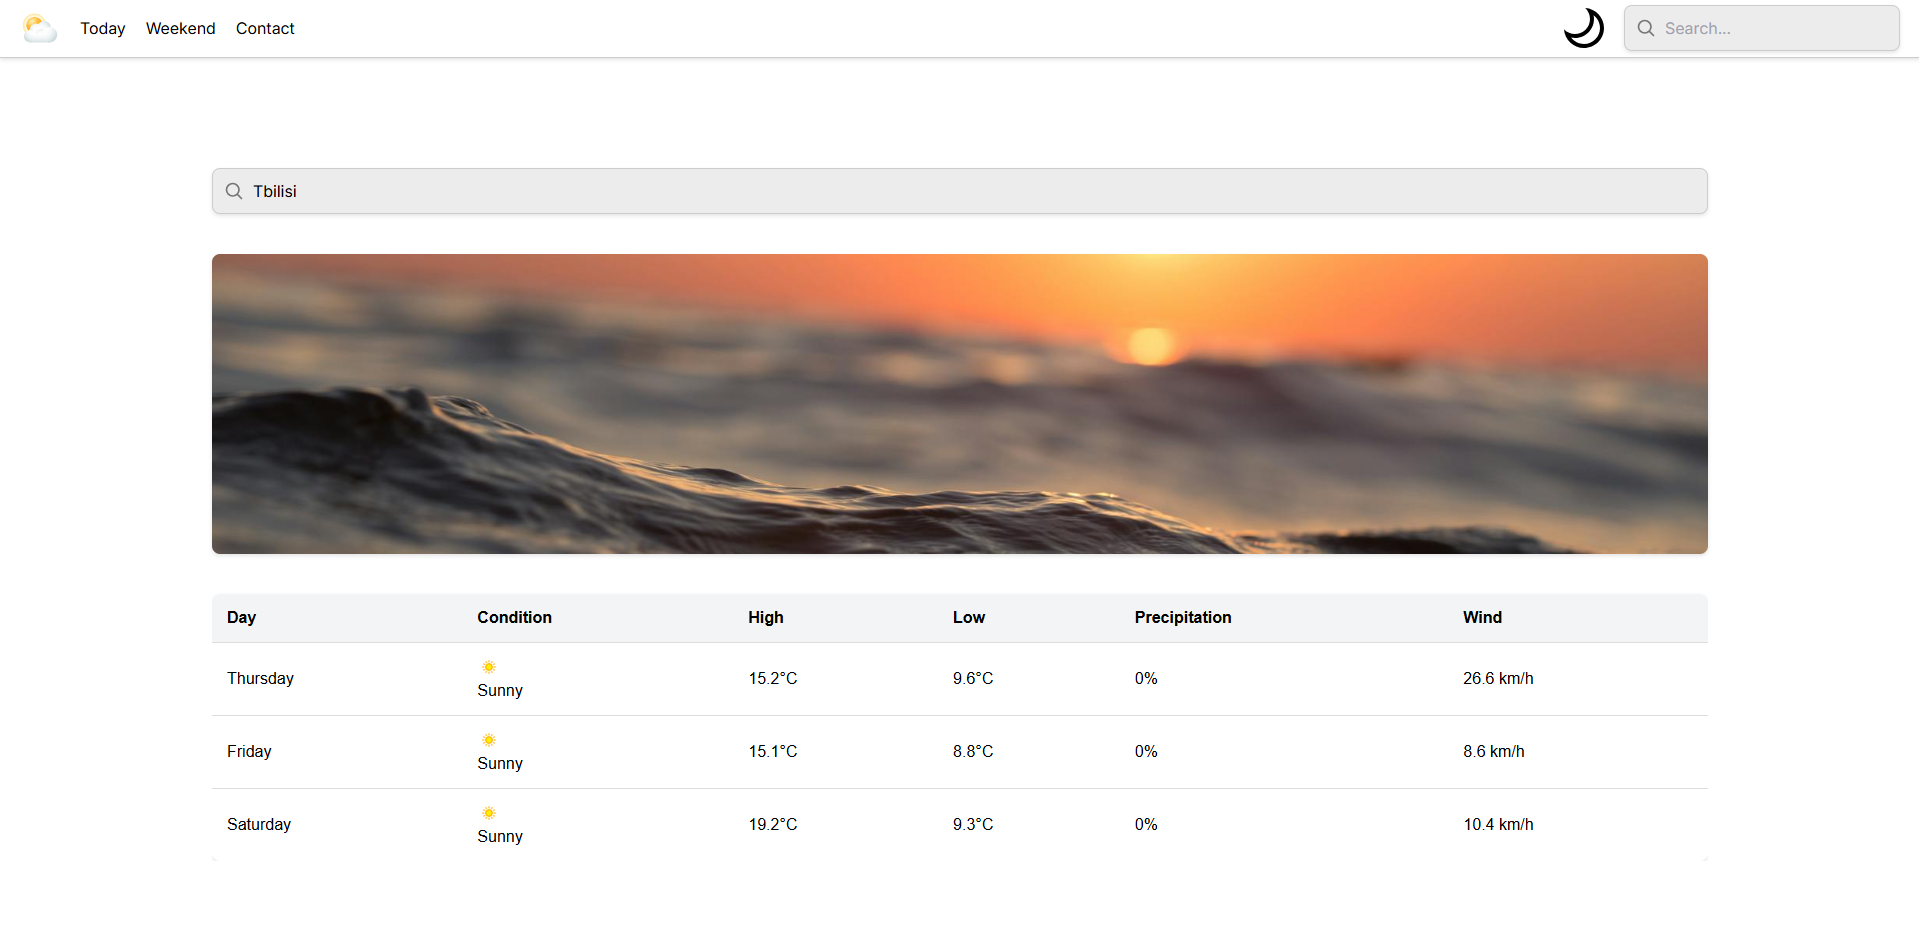 Today Weekend Contact Search...
Tbilisi
Day Condition High Low Precipitation Wind
Thursday Sunny 15.2°C 9.6°C 0% 26.6 km/h
Friday Sunny 15.1°C 8.8°C 0% 8.6 km/h
Saturday Sunny 19.2°C 9.3°C 0% 10.4 km/h